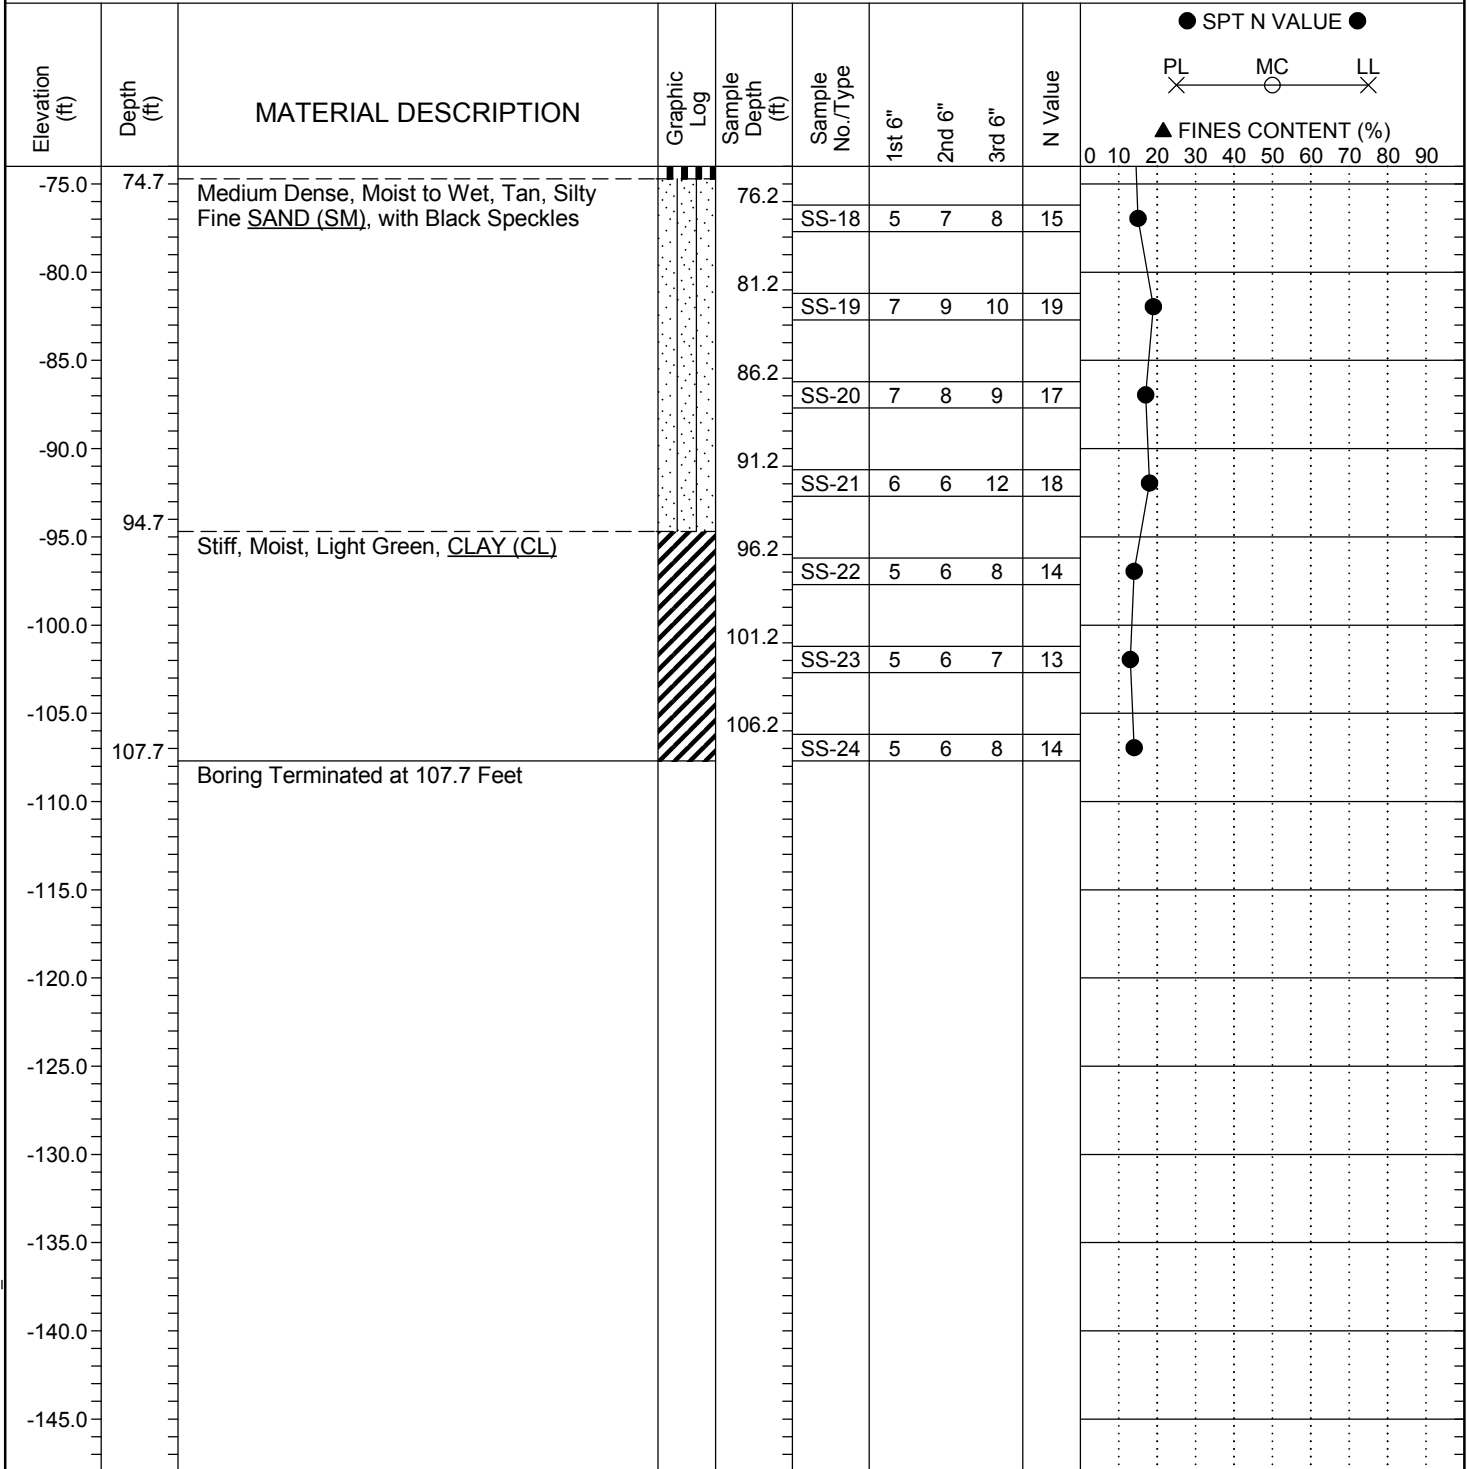 ● SPT N VALUE ●
PL MC LL
▲ FINES CONTENT (%)
0 10 20 30 40 50 60 70 80 90
Elevation (ft)
Depth (ft)
MATERIAL DESCRIPTION
Graphic Log
Sample Depth (ft)
Sample No./Type
1st 6"
2nd 6"
3rd 6"
N Value
-75.0 74.7
Medium Dense, Moist to Wet, Tan, Silty
Fine SAND (SM), with Black Speckles
76.2
SS-18 5 7 8 15
-80.0
81.2
SS-19 7 9 10 19
-85.0
86.2
SS-20 7 8 9 17
-90.0
91.2
SS-21 6 6 12 18
94.7
-95.0
Stiff, Moist, Light Green, CLAY (CL)
96.2
SS-22 5 6 8 14
-100.0
101.2
SS-23 5 6 7 13
-105.0
106.2
107.7
SS-24 5 6 8 14
Boring Terminated at 107.7 Feet
-110.0
-115.0
-120.0
-125.0
-130.0
-135.0
-140.0
-145.0